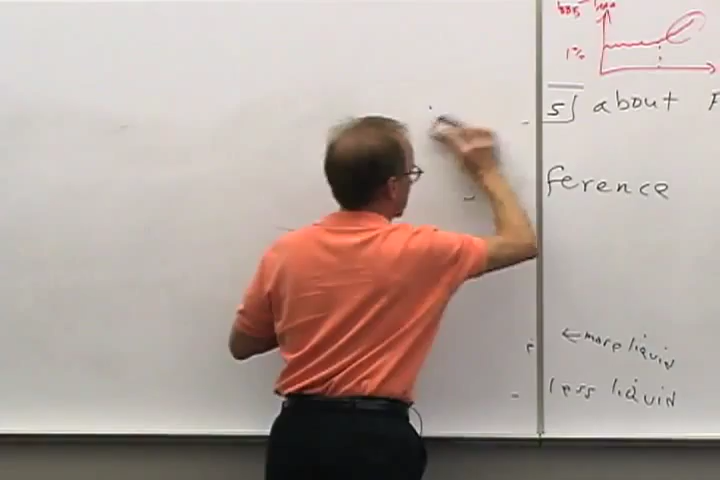 1%
5] about
ference
←more liquid
less liquid